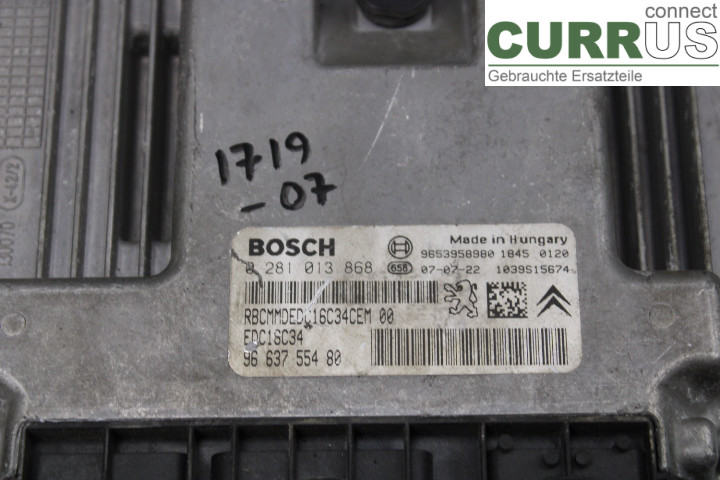 connect
CURRUS
Gebrauchte Ersatzteile
1719
-07
BOSCH
Made in Hungary
9653958980 1845 0120
0 281 013 868 658 07-07-22 1039S15674
RBCMMDEDC16C34CEM 00
EDC16C34
96 637 554 80